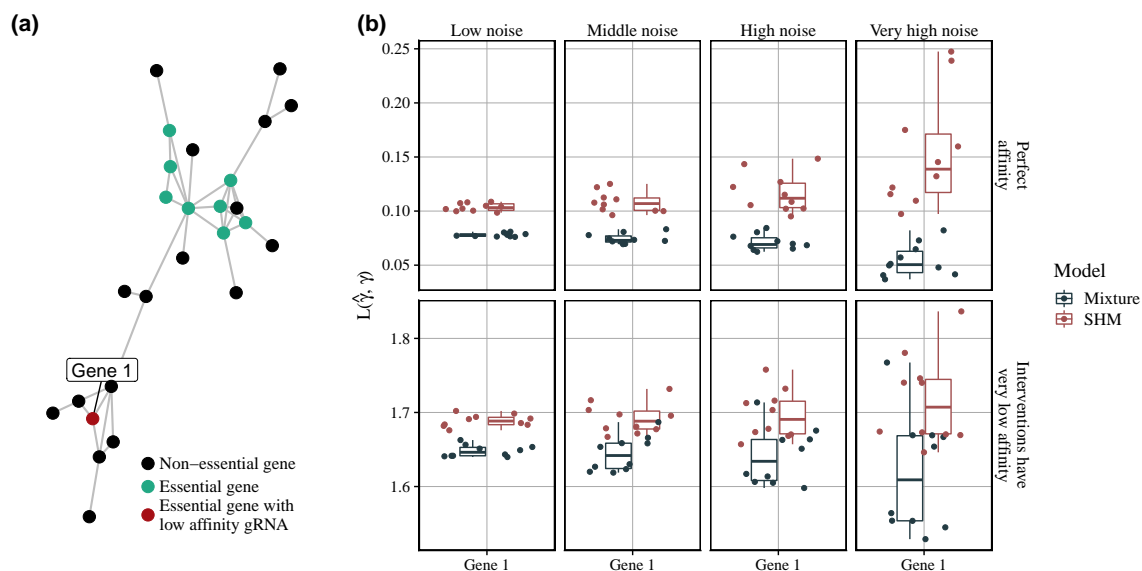 (a)
Gene 1
Non−essential gene
Essential gene
Essential gene with
low affinity gRNA
(b)
Low noise
Middle noise
High noise
Very high noise
L(γ̂, γ)
0.25
0.20
0.15
0.10
0.05
Perfect
affinity
1.8
1.7
1.6
Interventions have
very low affinity
Gene 1
Gene 1
Gene 1
Gene 1
Model
Mixture
SHM